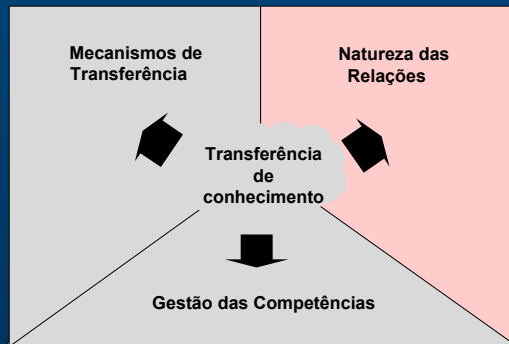 Mecanismos de
Transferência
Natureza das
Relações
Transferência
de
conhecimento
Gestão das Competências